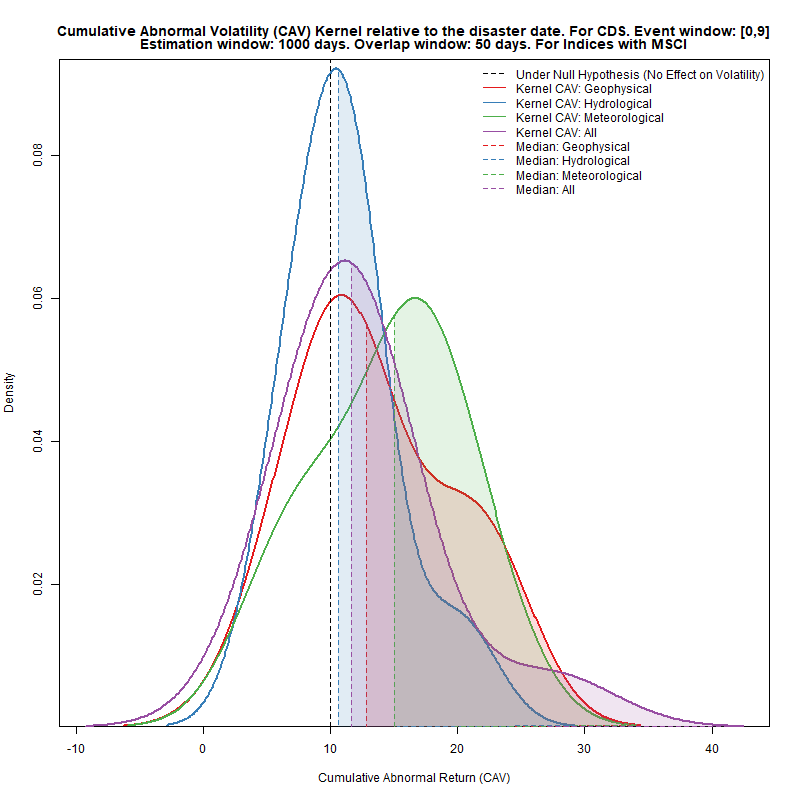 Cumulative Abnormal Volatility (CAV) Kernel relative to the disaster date. For CDS. Event window: [0,9]
Estimation window: 1000 days. Overlap window: 50 days. For Indices with MSCI
Under Null Hypothesis (No Effect on Volatility)
Kernel CAV: Geophysical
Kernel CAV: Hydrological
Kernel CAV: Meteorological
Kernel CAV: All
Median: Geophysical
Median: Hydrological
Median: Meteorological
Median: All
Density
0.08
0.06
0.04
0.02
-10 0 10 20 30 40
Cumulative Abnormal Return (CAV)